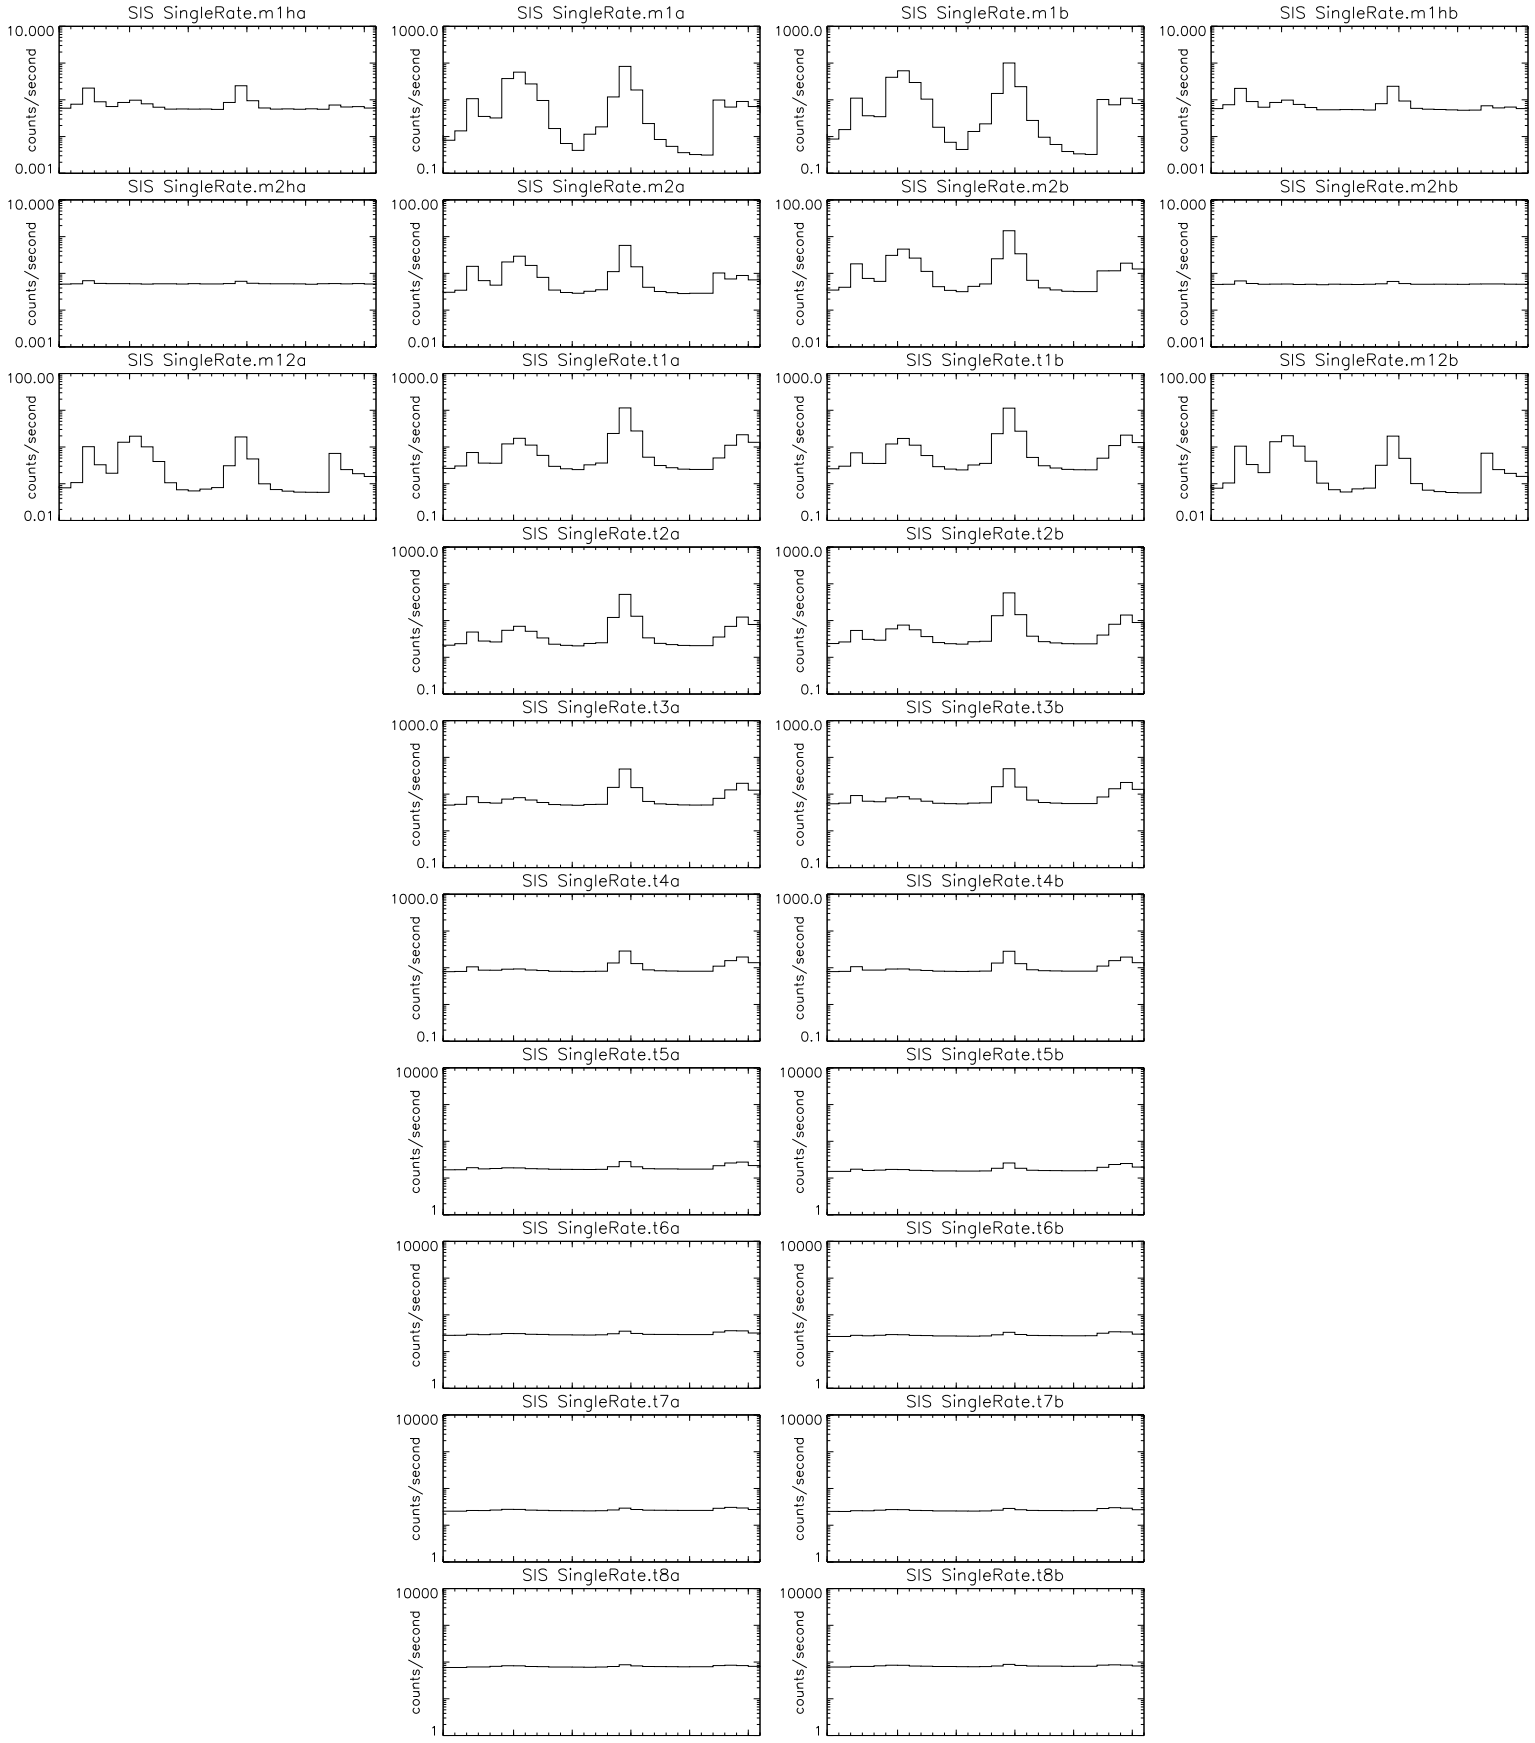 SIS SingleRate.m1ha
10.000
counts/second
0.001
SIS SingleRate.m1a
1000.0
counts/second
0.1
SIS SingleRate.m1b
1000.0
counts/second
0.1
SIS SingleRate.m1hb
10.000
counts/second
0.001
SIS SingleRate.m2ha
10.000
counts/second
0.001
SIS SingleRate.m2a
100.00
counts/second
0.01
SIS SingleRate.m2b
100.00
counts/second
0.01
SIS SingleRate.m2hb
10.000
counts/second
0.001
SIS SingleRate.m12a
100.00
counts/second
0.01
SIS SingleRate.t1a
1000.0
counts/second
0.1
SIS SingleRate.t1b
1000.0
counts/second
0.1
SIS SingleRate.m12b
100.00
counts/second
0.01
SIS SingleRate.t2a
1000.0
counts/second
0.1
SIS SingleRate.t2b
1000.0
counts/second
0.1
SIS SingleRate.t3a
1000.0
counts/second
0.1
SIS SingleRate.t3b
1000.0
counts/second
0.1
SIS SingleRate.t4a
1000.0
counts/second
0.1
SIS SingleRate.t4b
1000.0
counts/second
0.1
SIS SingleRate.t5a
10000
counts/second
1
SIS SingleRate.t5b
10000
counts/second
1
SIS SingleRate.t6a
10000
counts/second
1
SIS SingleRate.t6b
10000
counts/second
1
SIS SingleRate.t7a
10000
counts/second
1
SIS SingleRate.t7b
10000
counts/second
1
SIS SingleRate.t8a
10000
counts/second
1
SIS SingleRate.t8b
10000
counts/second
1